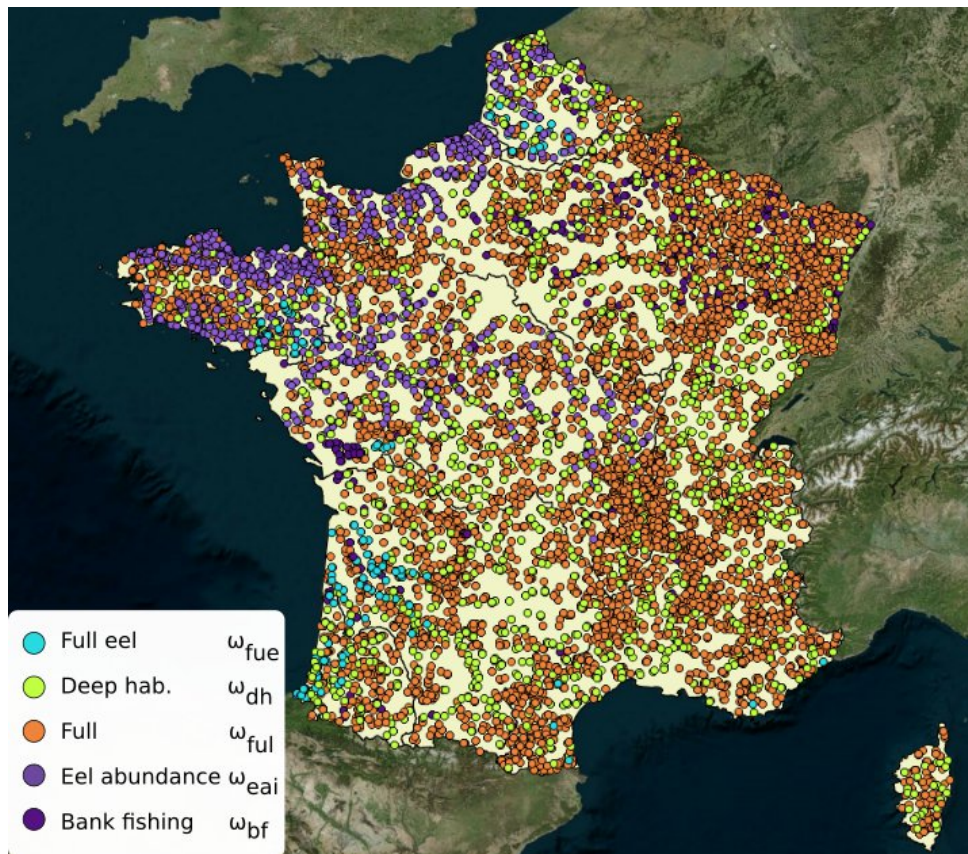 Full eel ω_fue
Deep hab. ω_dh
Full ω_ful
Eel abundance ω_eai
Bank fishing ω_bf